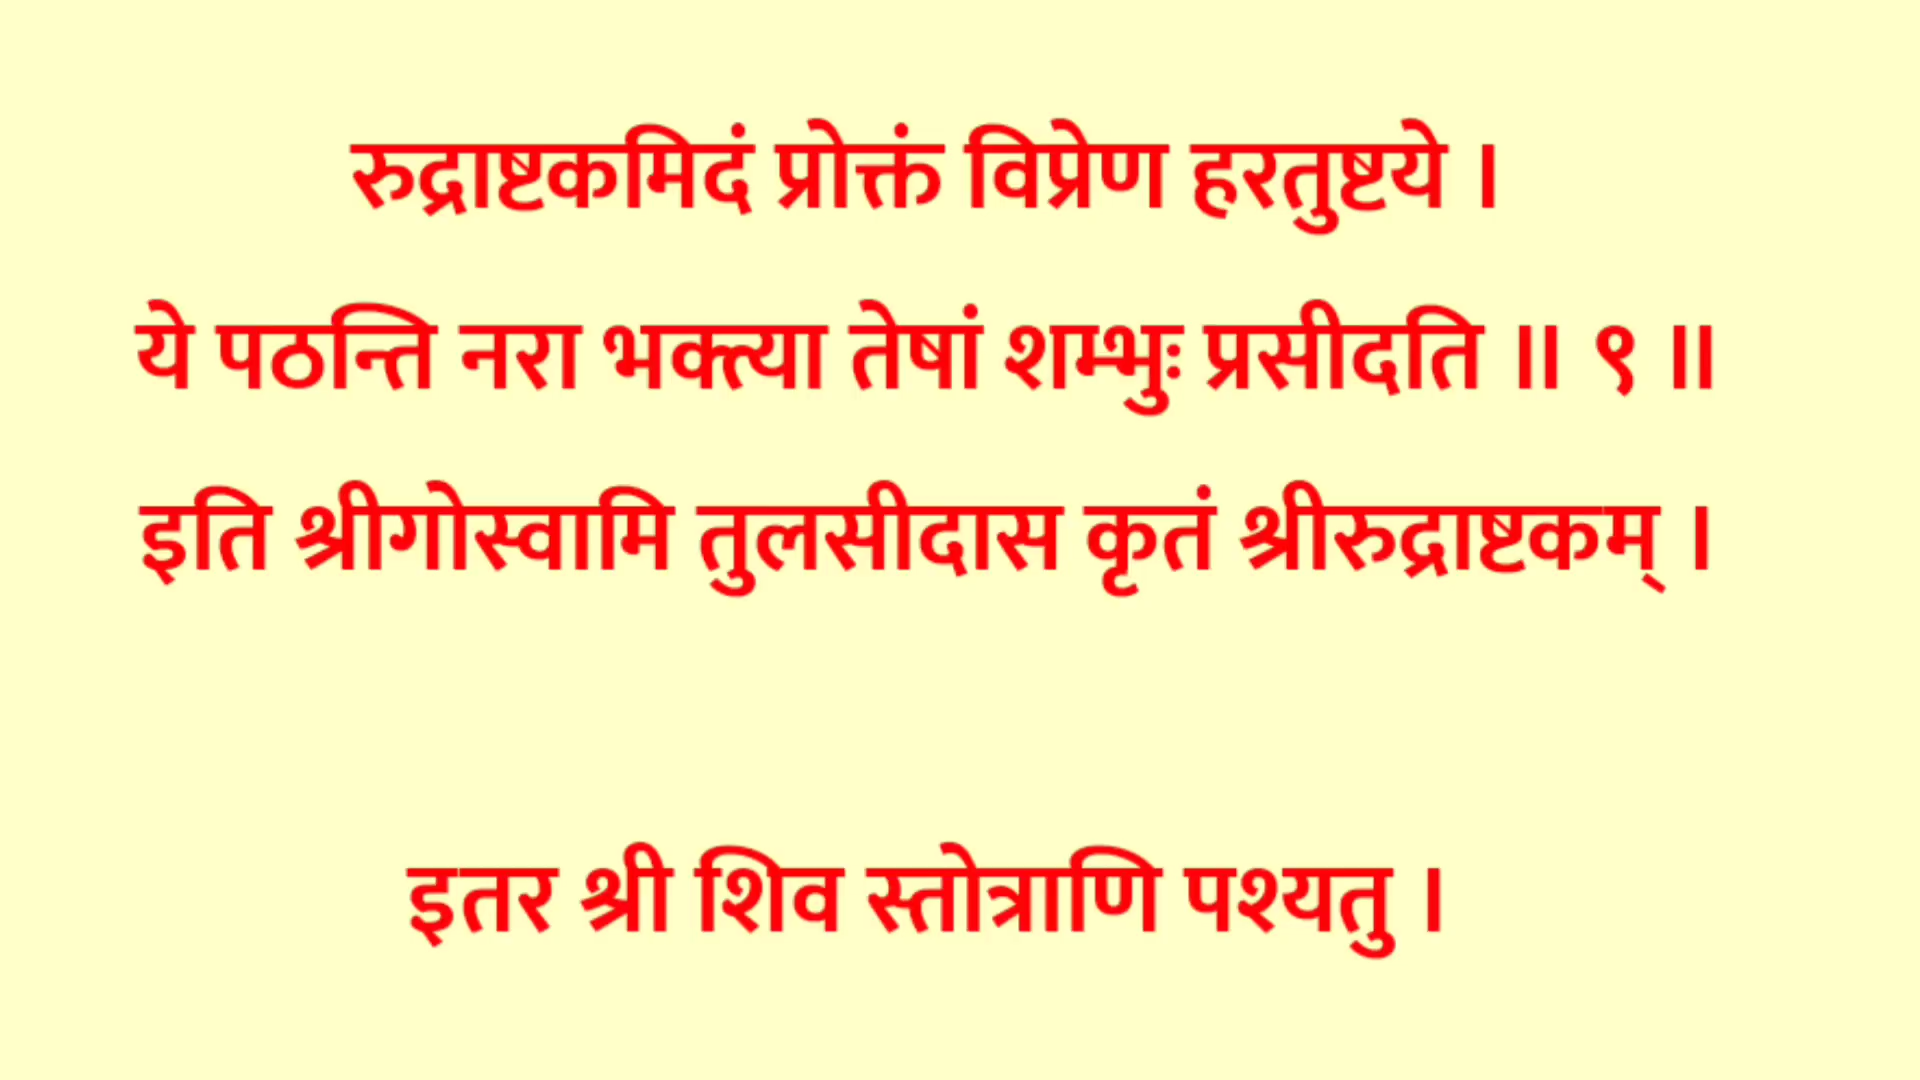 रुद्राष्टकमिदं प्रोक्तं विप्रेण हरतुष्टये ।
ये पठन्ति नरा भक्त्या तेषां शम्भुः प्रसीदति ॥ ९ ॥
इति श्रीगोस्वामि तुलसीदास कृतं श्रीरुद्राष्टकम् ।
इतर श्री शिव स्तोत्राणि पश्यतु ।